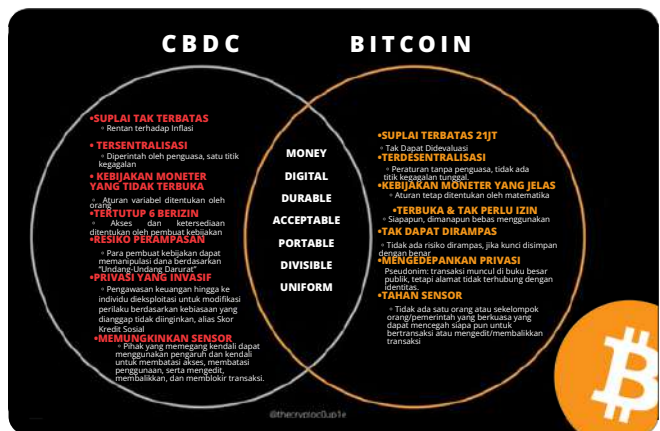 CBDC
BITCOIN
•SUPLAI TAK TERBATAS
◦ Rentan terhadap Inflasi
• TERSENTRALISASI
◦ Diperintah oleh penguasa, satu titik
kegagalan
• KEBIJAKAN MONETER
YANG TIDAK TERBUKA
◦ Aturan variabel ditentukan oleh
orang
•TERTUTUP 6 BERIZIN
◦ Akses dan ketersediaan
ditentukan oleh pembuat kebijakan
•RESIKO PERAMPASAN
◦ Para pembuat kebijakan dapat
memanipulasi dana berdasarkan
"Undang-Undang Darurat"
•PRIVASI YANG INVASIF
◦ Pengawasan keuangan hingga ke
individu dieksploitasi untuk modifikasi
perilaku berdasarkan kebiasaan yang
dianggap tidak diinginkan, alias Skor
Kredit Sosial
•MEMUNGKINKAN SENSOR
◦ Pihak yang memegang kendali dapat
menggunakan pengaruh dan kendali
untuk membatasi akses, membatasi
penggunaan, serta mengedit,
membalikkan, dan memblokir transaksi.
MONEY
DIGITAL
DURABLE
ACCEPTABLE
PORTABLE
DIVISIBLE
UNIFORM
•SUPLAI TERBATAS 21JT
◦ Tak Dapat Didevaluasi
•TERDESENTRALISASI
◦ Peraturan tanpa penguasa, tidak ada
titik kegagalan tunggal.
•KEBIJAKAN MONETER YANG JELAS
◦ Aturan tetap ditentukan oleh matematika
•TERBUKA & TAK PERLU IZIN
◦ Siapapun, dimanapun bebas menggunakan
•TAK DAPAT DIRAMPAS
◦ Tidak ada risiko dirampas, jika kunci disimpan
dengan benar
•MENGEDEPANKAN PRIVASI
Pseudonim: transaksi muncul di buku besar
publik, tetapi alamat tidak terhubung dengan
identitas.
•TAHAN SENSOR
◦ Tidak ada satu orang atau sekelompok
orang/pemerintah yang berkuasa yang
dapat mencegah siapa pun untuk
bertransaksi atau mengedit/membalikkan
transaksi